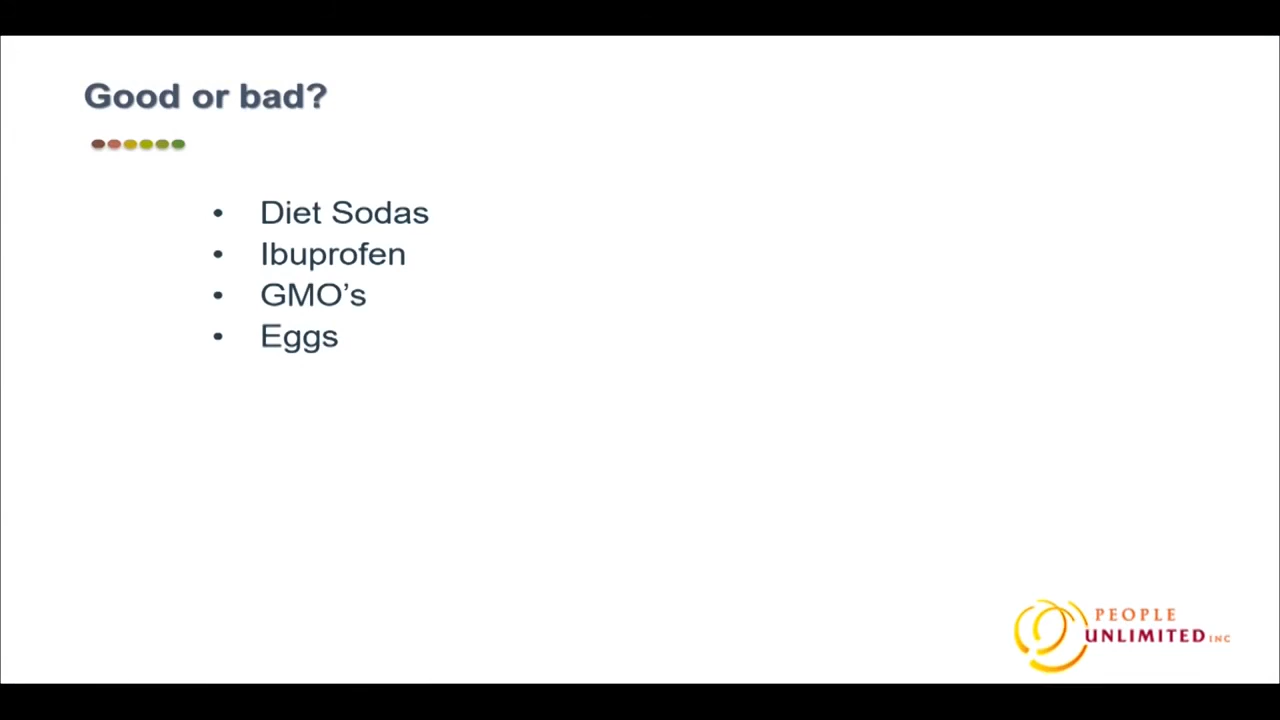 Good or bad?
• Diet Sodas
• Ibuprofen
• GMO’s
• Eggs
PEOPLE
UNLIMITED INC